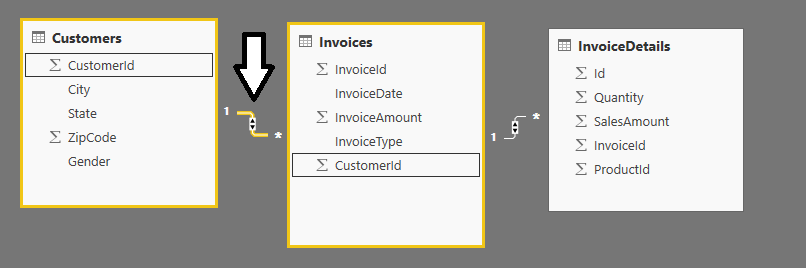 Customers
Σ CustomerId
City
State
Σ ZipCode
Gender
1
*
Invoices
Σ InvoiceId
InvoiceDate
Σ InvoiceAmount
InvoiceType
Σ CustomerId
1
*
InvoiceDetails
Σ Id
Σ Quantity
Σ SalesAmount
Σ InvoiceId
Σ ProductId